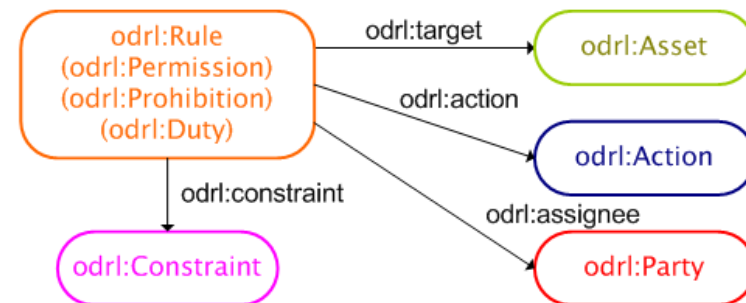 odrl:Rule
(odrl:Permission)
(odrl:Prohibition)
(odrl:Duty)
odrl:target
odrl:Asset
odrl:action
odrl:Action
odrl:constraint
odrl:assignee
odrl:Constraint
odrl:Party